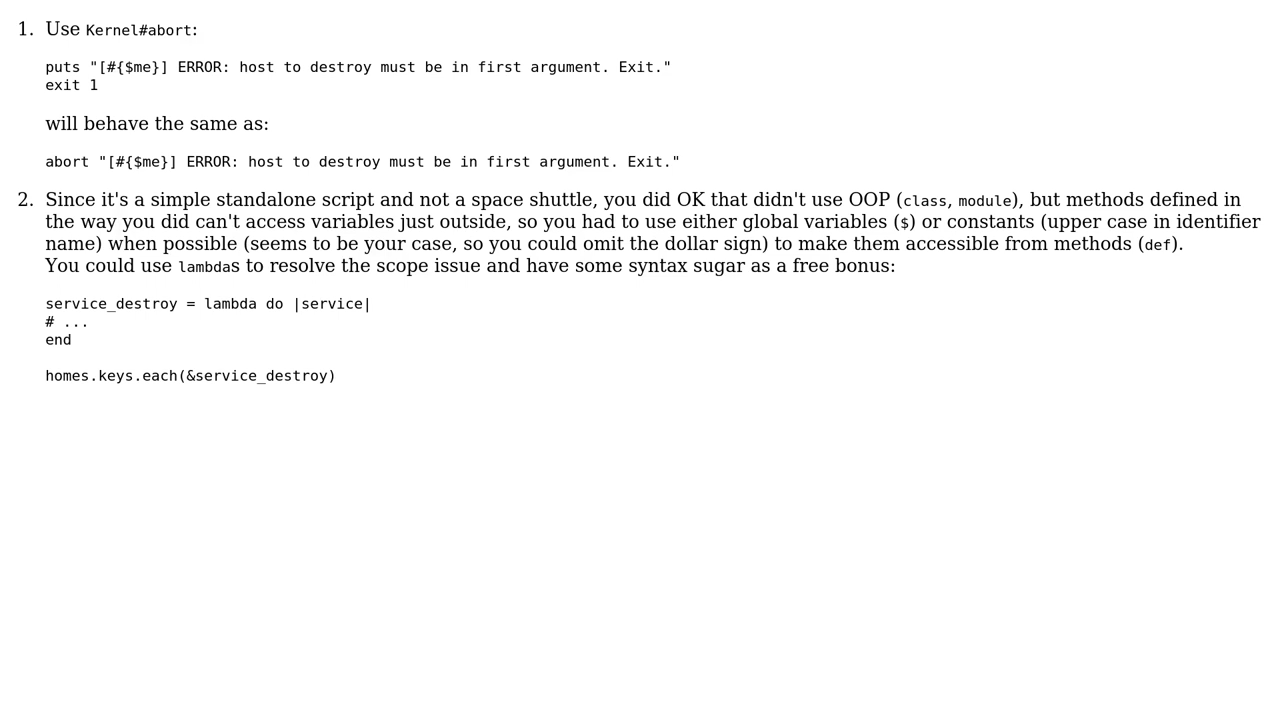 1. Use Kernel#abort:
puts "[#{$me}] ERROR: host to destroy must be in first argument. Exit."
exit 1
will behave the same as:
abort "[#{$me}] ERROR: host to destroy must be in first argument. Exit."
2. Since it's a simple standalone script and not a space shuttle, you did OK that didn't use OOP (class, module), but methods defined in
the way you did can't access variables just outside, so you had to use either global variables ($) or constants (upper case in identifier
name) when possible (seems to be your case, so you could omit the dollar sign) to make them accessible from methods (def).
You could use lambdas to resolve the scope issue and have some syntax sugar as a free bonus:
service_destroy = lambda do |service|
# ...
end
homes.keys.each(&service_destroy)